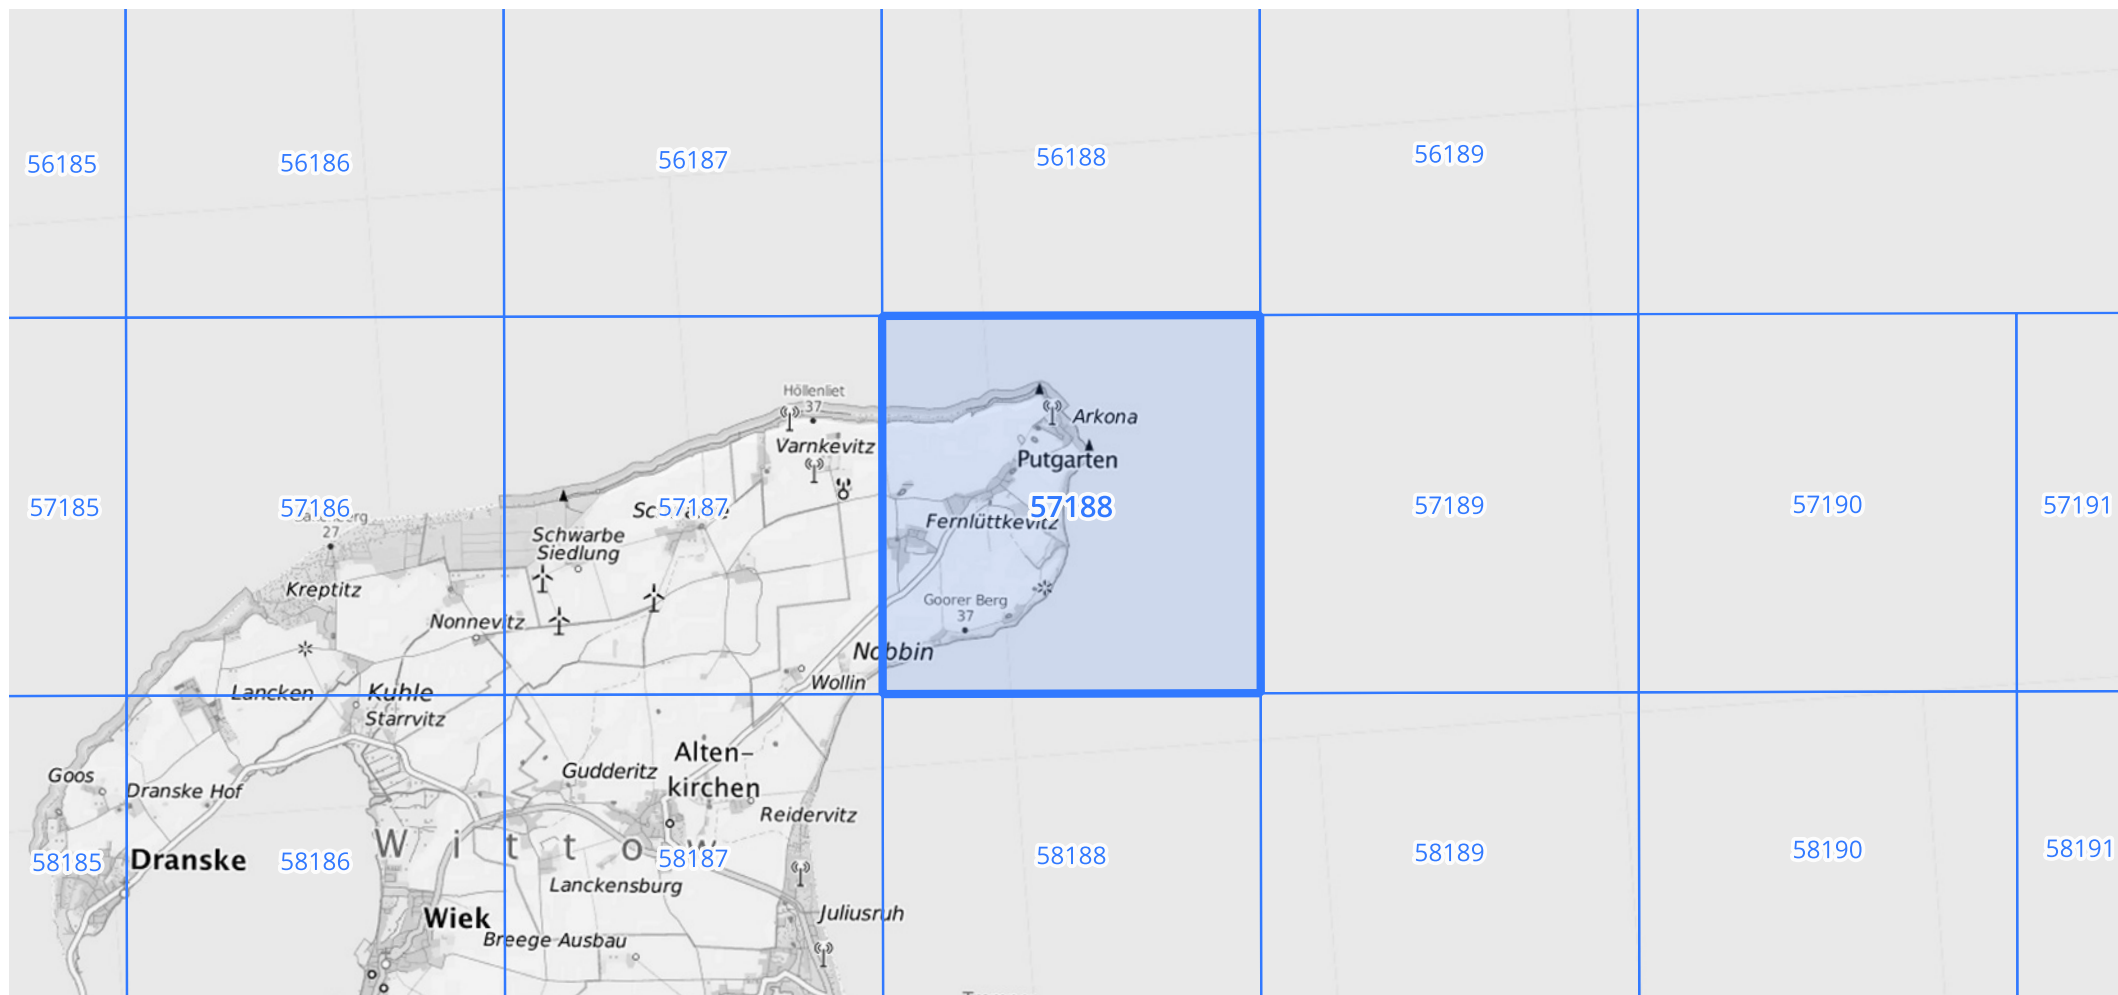 56185
56186
56187
56188
56189
Höllenliet
37
Arkona
Varnkevitz
Putgarten
57185
57186
57187
57188
57189
57190
57191
27
Fernlüttkevitz
Schwarbe
Siedlung
Kreptitz
Goorer Berg
37
Nonnevitz
Nobbin
Wollin
Lancken
Kuhle
Starrvitz
Alten-
kirchen
Gudderitz
Goos
Dranske Hof
Reidervitz
Wittow
58185
Dranske
58186
58187
58188
58189
58190
58191
Lanckensburg
Wiek
Juliusruh
Breege Ausbau